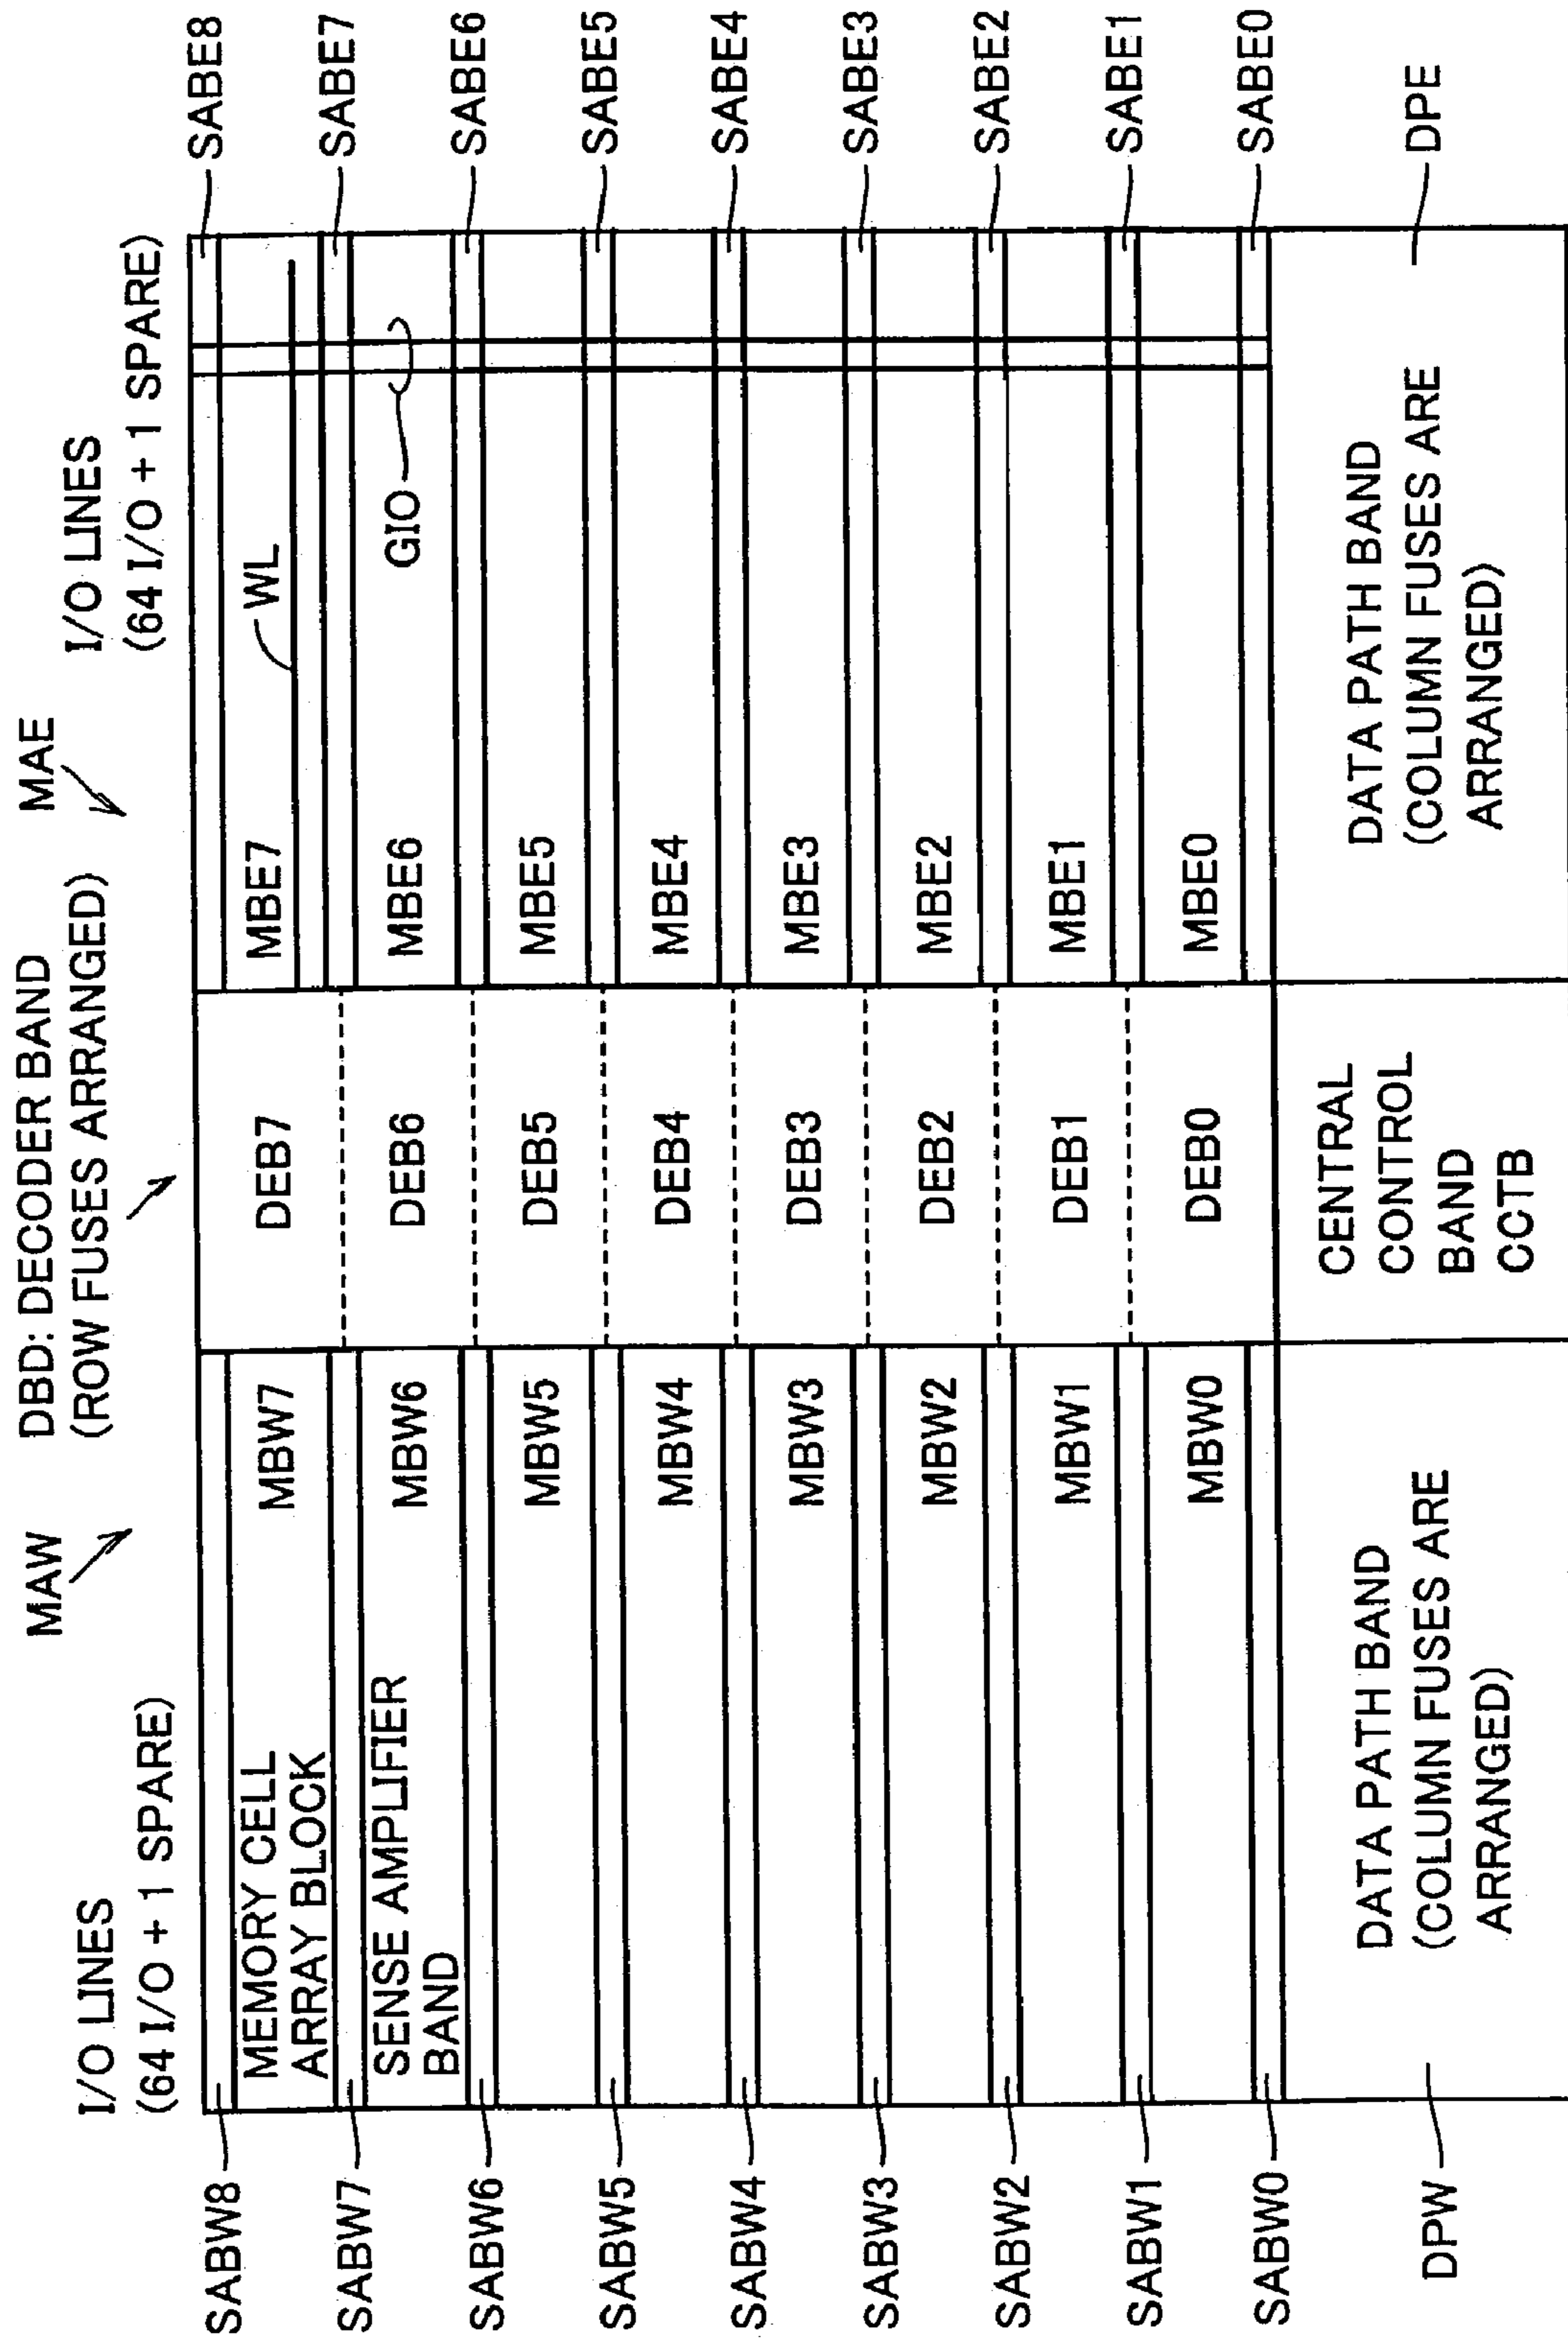 I/O LINES
(64 I/O + 1 SPARE)
MAW
DBD: DECODER BAND
(ROW FUSES ARRANGED)
MAE
I/O LINES
(64 I/O + 1 SPARE)
SABW8
SABW7
SABW6
SABW5
SABW4
SABW3
SABW2
SABW1
SABW0
DPW
MEMORY CELL
ARRAY BLOCK
SENSE AMPLIFIER
BAND
MBW7
MBW6
MBW5
MBW4
MBW3
MBW2
MBW1
MBW0
DATA PATH BAND
(COLUMN FUSES ARE
ARRANGED)
DEB7
DEB6
DEB5
DEB4
DEB3
DEB2
DEB1
DEB0
CENTRAL
CONTROL
BAND
CCTB
MBE7
MBE6
MBE5
MBE4
MBE3
MBE2
MBE1
MBE0
WL
GIO
DATA PATH BAND
(COLUMN FUSES ARE
ARRANGED)
SABE8
SABE7
SABE6
SABE5
SABE4
SABE3
SABE2
SABE1
SABE0
DPE